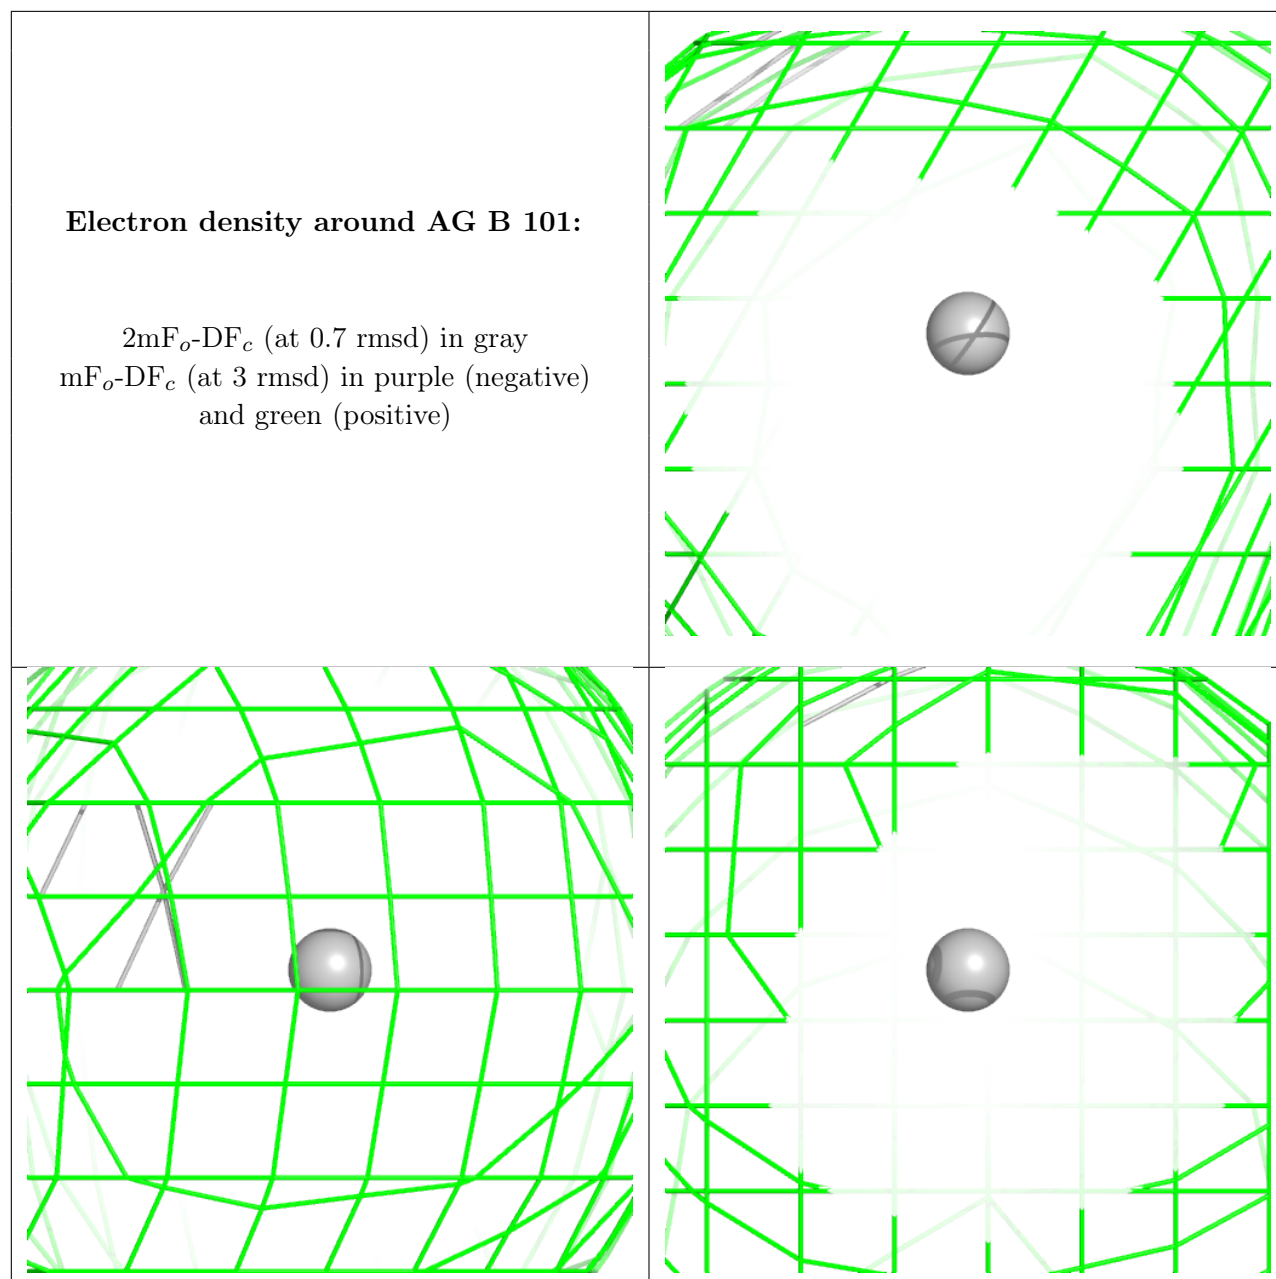 Electron density around AG B 101:
2mFo-DFc (at 0.7 rmsd) in gray
mFo-DFc (at 3 rmsd) in purple (negative)
and green (positive)